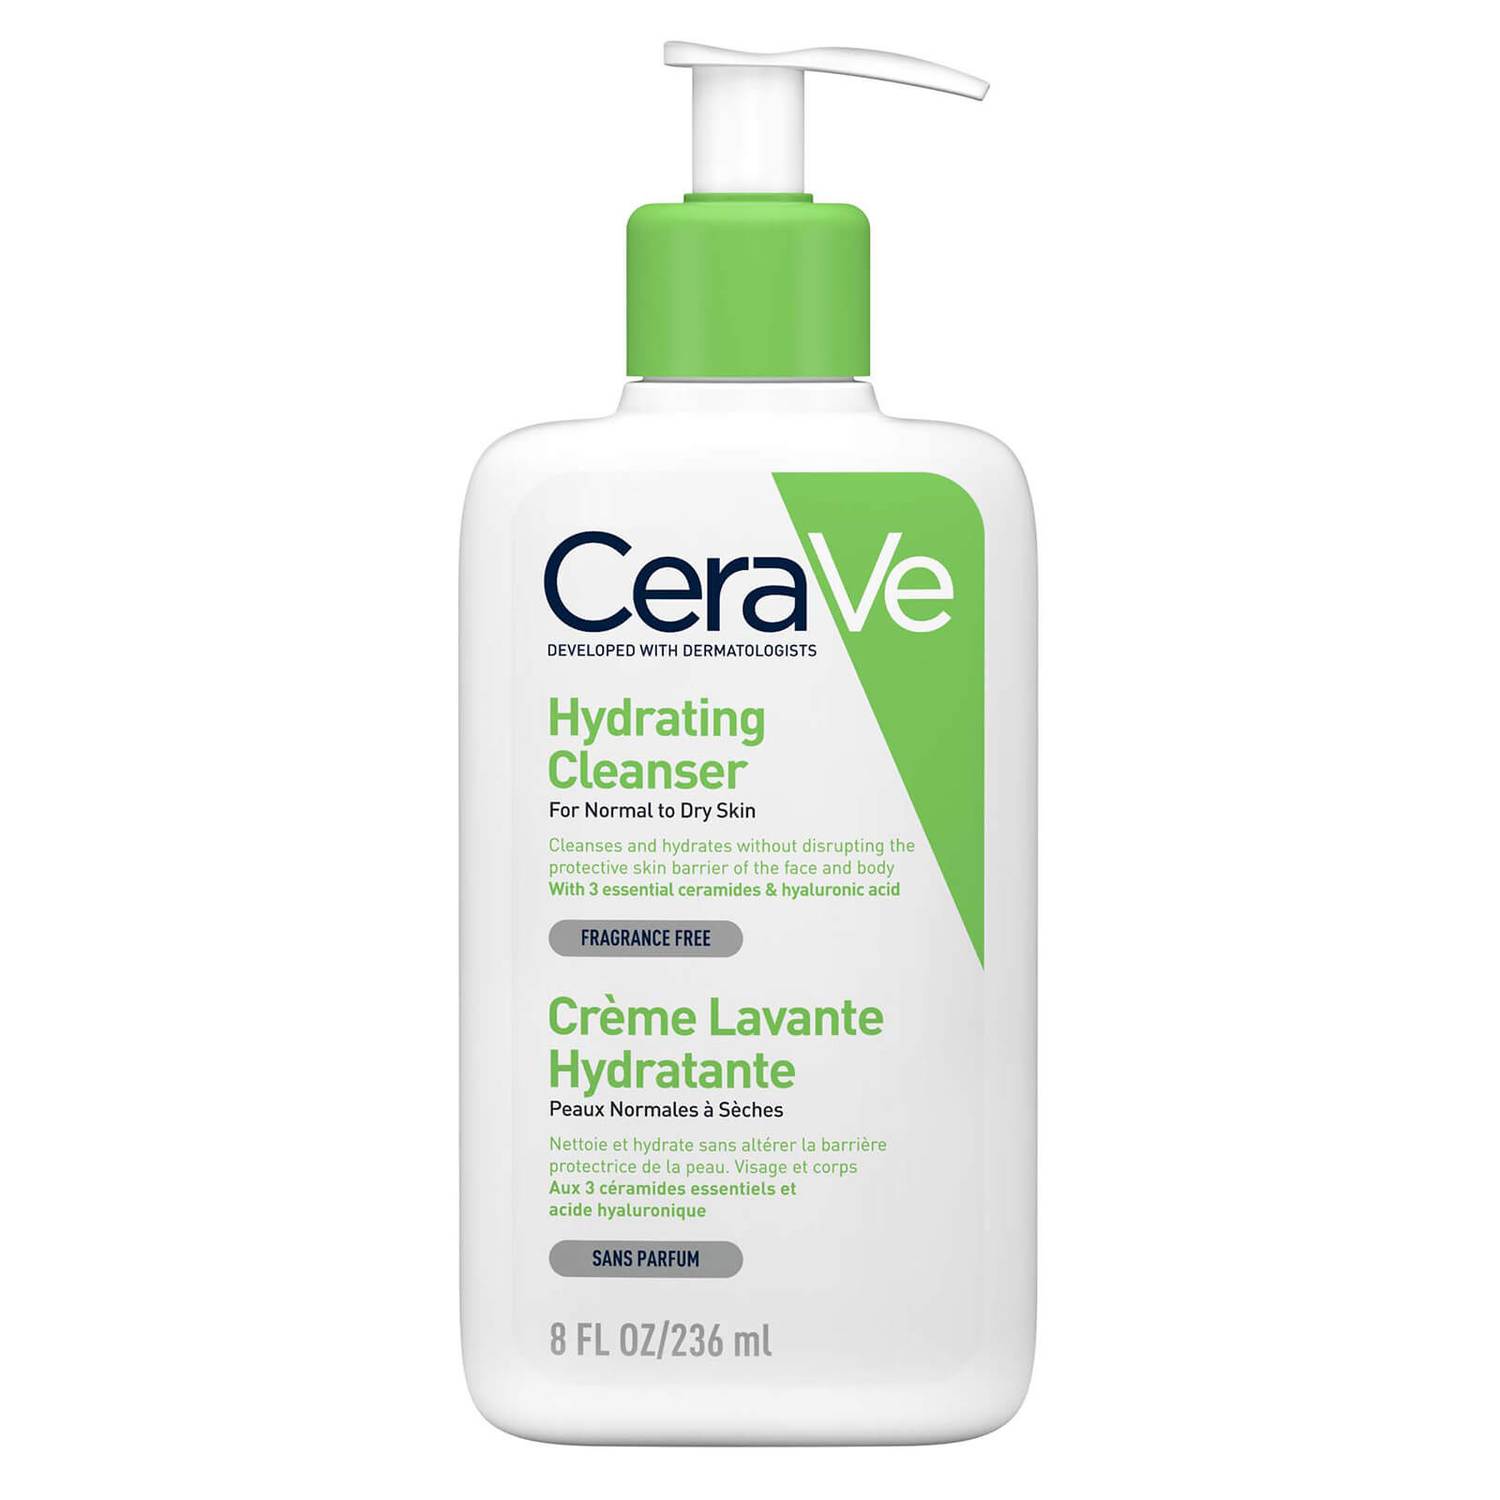 CeraVe
DEVELOPED WITH DERMATOLOGISTS
Hydrating
Cleanser
For Normal to Dry Skin
Cleanses and hydrates without disrupting the
protective skin barrier of the face and body
With 3 essential ceramides & hyaluronic acid
FRAGRANCE FREE
Crème Lavante
Hydratante
Peaux Normales à Sèches
Nettoie et hydrate sans altérer la barrière
protectrice de la peau. Visage et corps
Aux 3 céramides essentiels et
acide hyaluronique
SANS PARFUM
8 FL OZ/236 ml